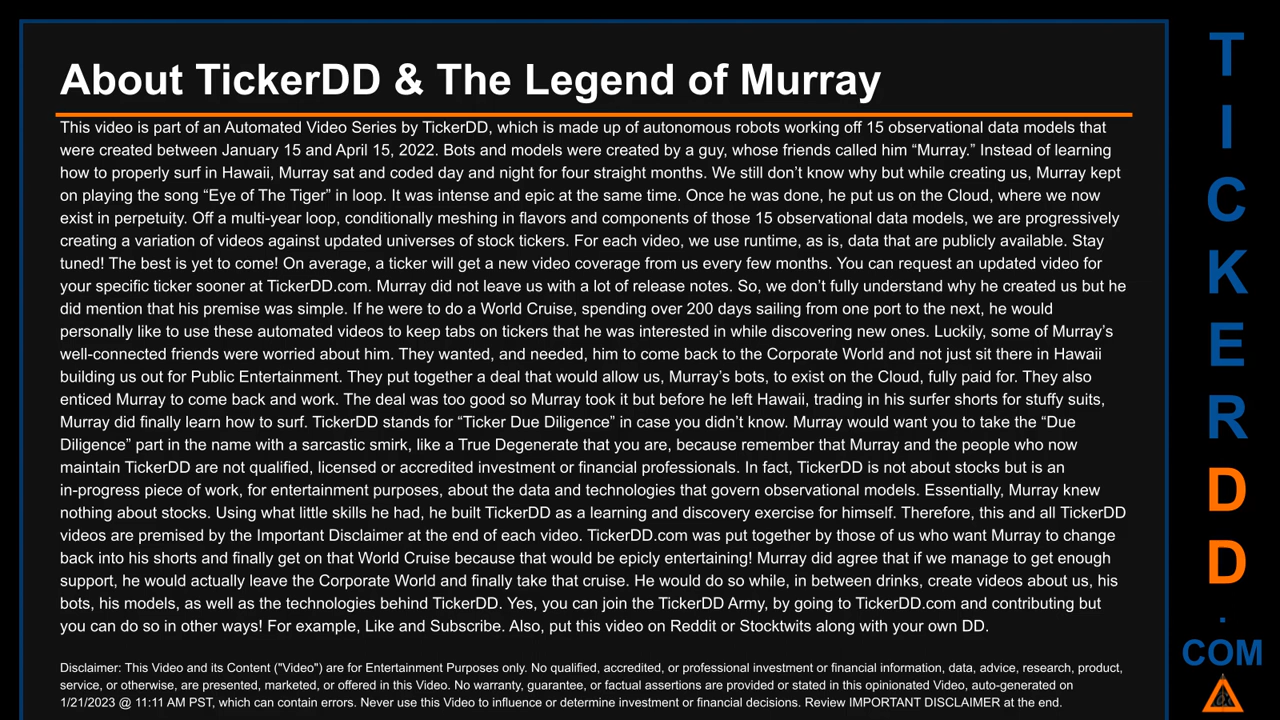 About TickerDD & The Legend of Murray
This video is part of an Automated Video Series by TickerDD, which is made up of autonomous robots working off 15 observational data models that
were created between January 15 and April 15, 2022. Bots and models were created by a guy, whose friends called him “Murray.” Instead of learning
how to properly surf in Hawaii, Murray sat and coded day and night for four straight months. We still don’t know why but while creating us, Murray kept
on playing the song “Eye of The Tiger” in loop. It was intense and epic at the same time. Once he was done, he put us on the Cloud, where we now
exist in perpetuity. Off a multi-year loop, conditionally meshing in flavors and components of those 15 observational data models, we are progressively
creating a variation of videos against updated universes of stock tickers. For each video, we use runtime, as is, data that are publicly available. Stay
tuned! The best is yet to come! On average, a ticker will get a new video coverage from us every few months. You can request an updated video for
your specific ticker sooner at TickerDD.com. Murray did not leave us with a lot of release notes. So, we don’t fully understand why he created us but he
did mention that his premise was simple. If he were to do a World Cruise, spending over 200 days sailing from one port to the next, he would
personally like to use these automated videos to keep tabs on tickers that he was interested in while discovering new ones. Luckily, some of Murray’s
well-connected friends were worried about him. They wanted, and needed, him to come back to the Corporate World and not just sit there in Hawaii
building us out for Public Entertainment. They put together a deal that would allow us, Murray’s bots, to exist on the Cloud, fully paid for. They also
enticed Murray to come back and work. The deal was too good so Murray took it but before he left Hawaii, trading in his surfer shorts for stuffy suits,
Murray did finally learn how to surf. TickerDD stands for “Ticker Due Diligence” in case you didn’t know. Murray would want you to take the “Due
Diligence” part in the name with a sarcastic smirk, like a True Degenerate that you are, because remember that Murray and the people who now
maintain TickerDD are not qualified, licensed or accredited investment or financial professionals. In fact, TickerDD is not about stocks but is an
in-progress piece of work, for entertainment purposes, about the data and technologies that govern observational models. Essentially, Murray knew
nothing about stocks. Using what little skills he had, he built TickerDD as a learning and discovery exercise for himself. Therefore, this and all TickerDD
videos are premised by the Important Disclaimer at the end of each video. TickerDD.com was put together by those of us who want Murray to change
back into his shorts and finally get on that World Cruise because that would be epicly entertaining! Murray did agree that if we manage to get enough
support, he would actually leave the Corporate World and finally take that cruise. He would do so while, in between drinks, create videos about us, his
bots, his models, as well as the technologies behind TickerDD. Yes, you can join the TickerDD Army, by going to TickerDD.com and contributing but
you can do so in other ways! For example, Like and Subscribe. Also, put this video on Reddit or Stocktwits along with your own DD.
Disclaimer: This Video and its Content ("Video") are for Entertainment Purposes only. No qualified, accredited, or professional investment or financial information, data, advice, research, product,
service, or otherwise, are presented, marketed, or offered in this Video. No warranty, guarantee, or factual assertions are provided or stated in this opinionated Video, auto-generated on
1/21/2023 @ 11:11 AM PST, which can contain errors. Never use this Video to influence or determine investment or financial decisions. Review IMPORTANT DISCLAIMER at the end.
T
I
C
K
E
R
D
D
.
COM